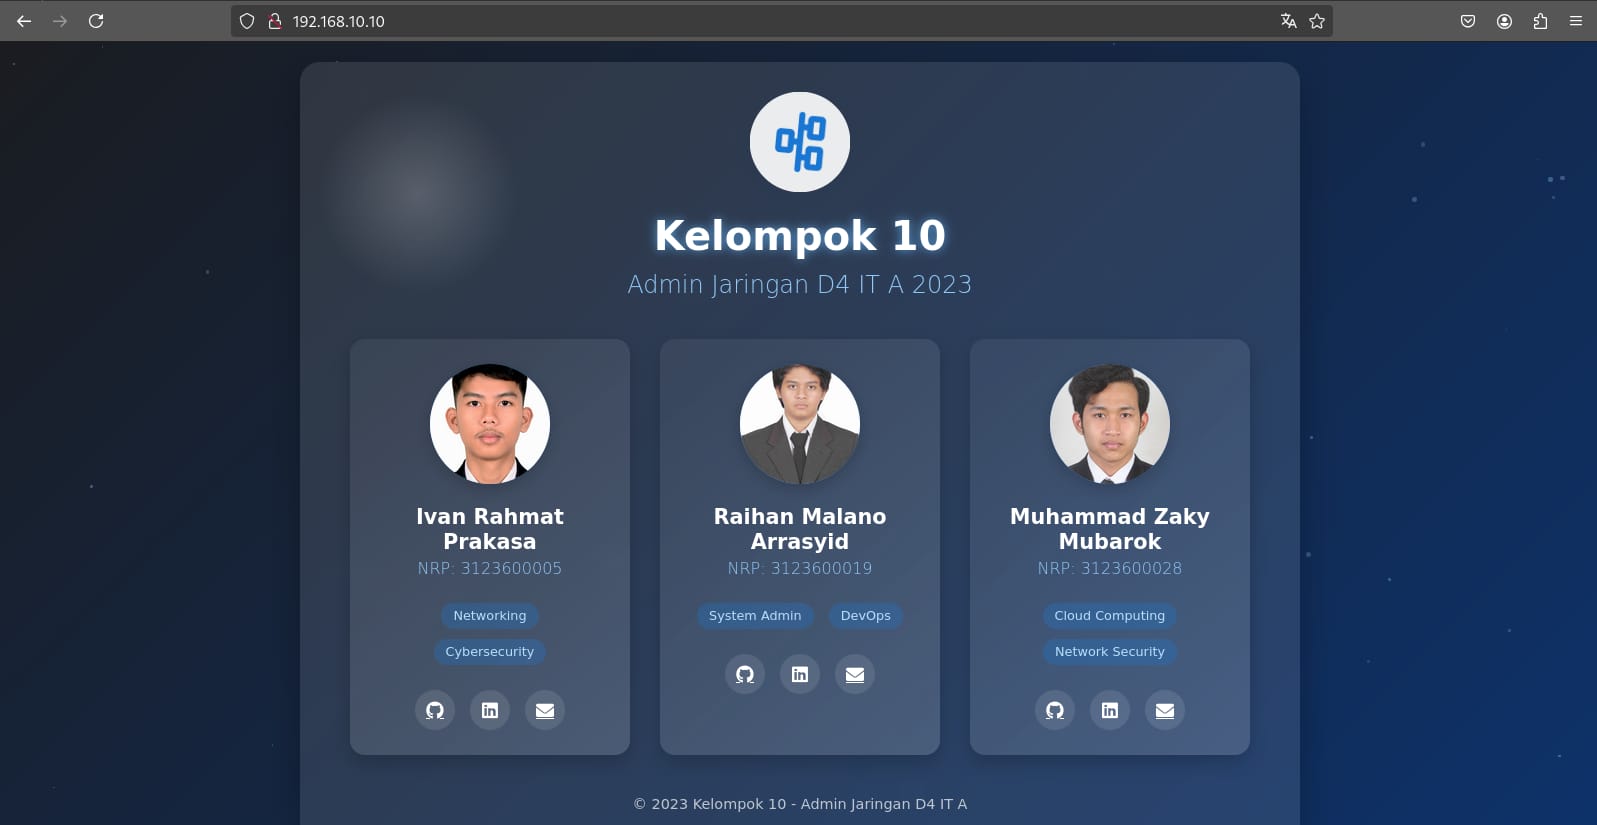 192.168.10.10
Kelompok 10
Admin Jaringan D4 IT A 2023
Ivan Rahmat
Prakasa
NRP: 3123600005
Networking
Cybersecurity
Raihan Malano
Arrasyid
NRP: 3123600019
System Admin
DevOps
Muhammad Zaky
Mubarok
NRP: 3123600028
Cloud Computing
Network Security
© 2023 Kelompok 10 - Admin Jaringan D4 IT A